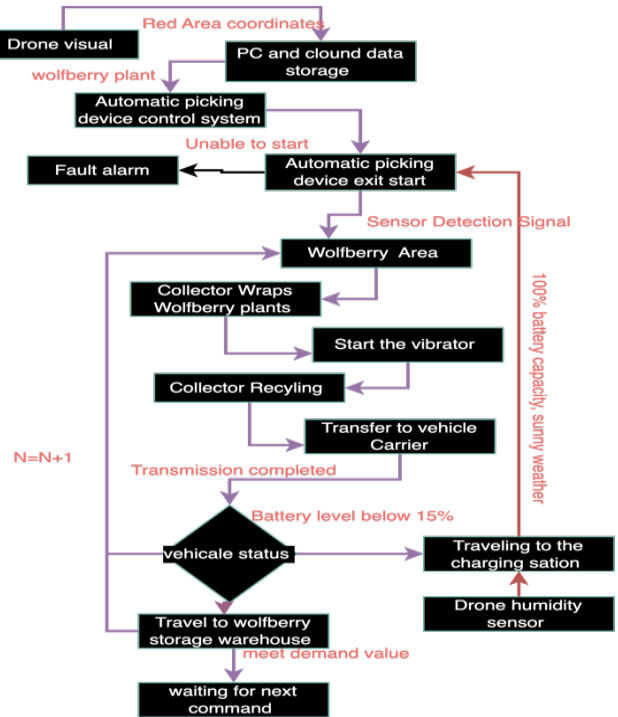 Red Area coordinates
Drone visual
PC and clound data
storage
wolfberry plant
Automatic picking
device control system
Unable to start
Fault alarm
Automatic picking
device exit start
Sensor Detection Signal
Wolfberry Area
Collector Wraps
Wolfberry plants
Start the vibrator
100% battery capacity, sunny weather
Collector Recyling
Transfer to vehicle
Carrier
N=N+1
Transmission completed
Battery level below 15%
vehicale status
Traveling to the
charging sation
Drone humidity
sensor
Travel to wolfberry
storage warehouse
meet demand value
waiting for next
command